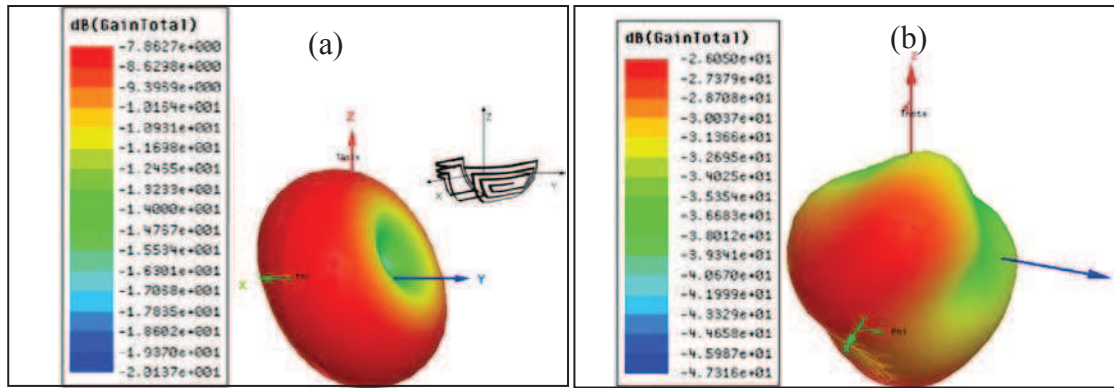 dB(GainTotal)
(a)
-7.8627e+000
-8.6298e+000
-9.3969e+000
-1.0164e+001
-1.0931e+001
-1.1698e+001
-1.2465e+001
-1.3233e+001
-1.4000e+001
-1.4767e+001
-1.5534e+001
-1.6301e+001
-1.7068e+001
-1.7835e+001
-1.8602e+001
-1.9370e+001
-2.0137e+001
Z
X
Phi
Y
Z
X
Y
dB(GainTotal)
(b)
-2.6050e+01
-2.7379e+01
-2.8708e+01
-3.0037e+01
-3.1366e+01
-3.2695e+01
-3.4025e+01
-3.5354e+01
-3.6683e+01
-3.8012e+01
-3.9341e+01
-4.0670e+01
-4.1999e+01
-4.3329e+01
-4.4658e+01
-4.5987e+01
-4.7316e+01
Z
Theta
Phi